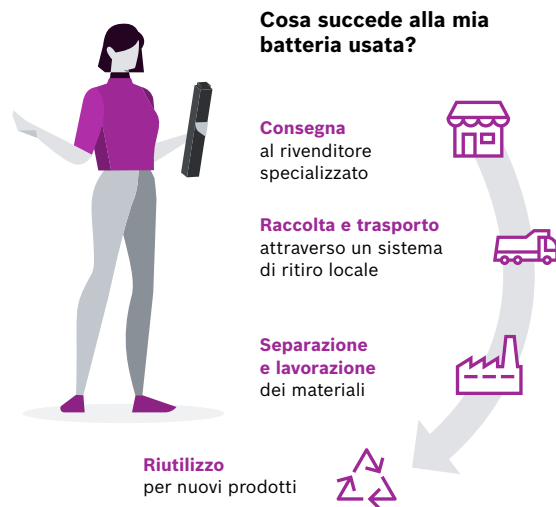 Cosa succede alla mia
batteria usata?
Consegna
al rivenditore
specializzato
Raccolta e trasporto
attraverso un sistema
di ritiro locale
Separazione
e lavorazione
dei materiali
Riutilizzo
per nuovi prodotti